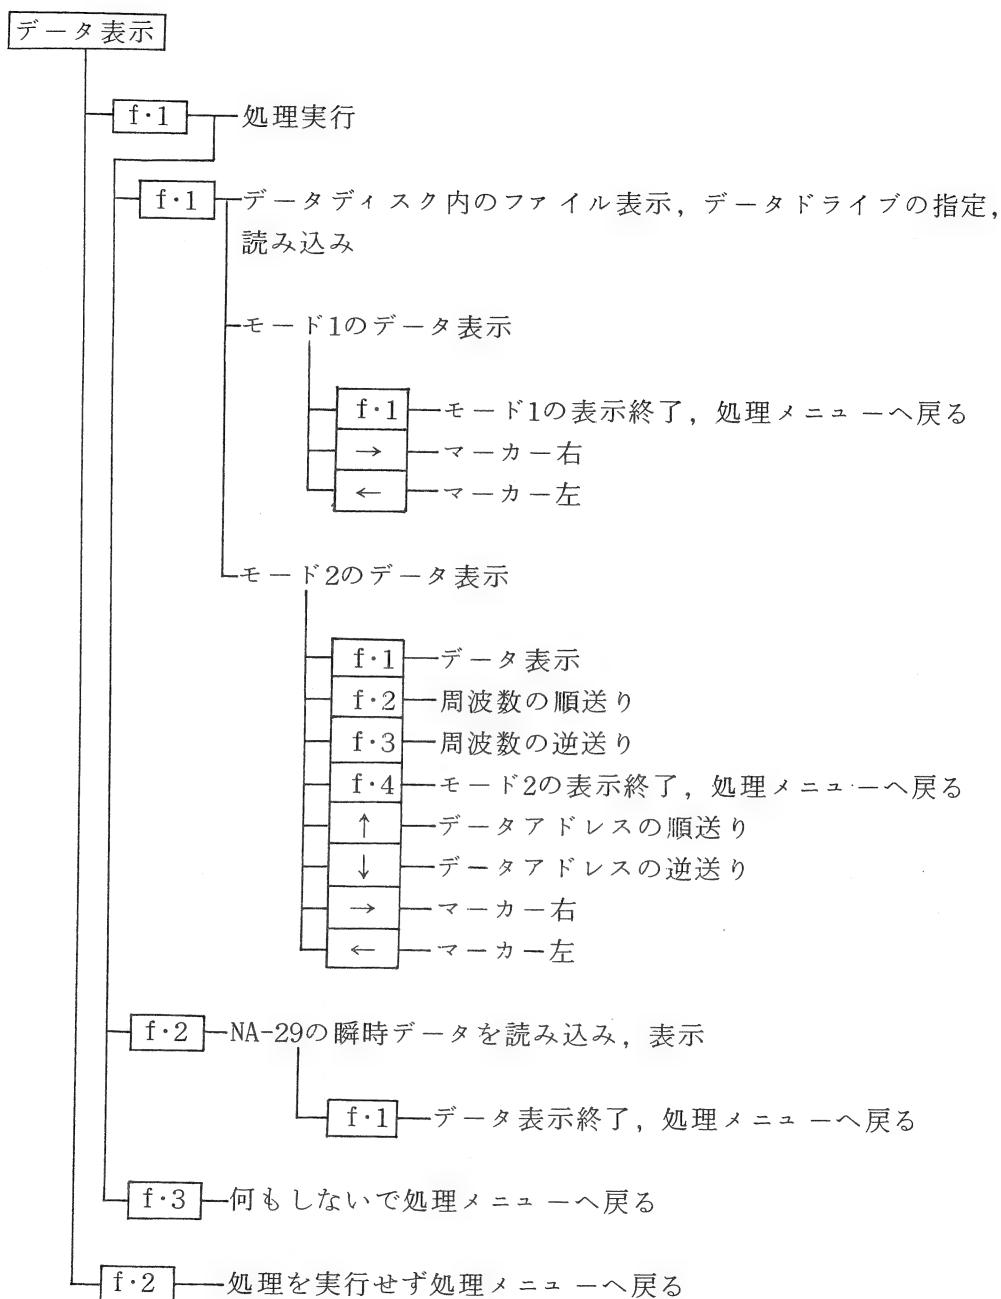 データ表示
f・1 処理実行
f・1 データディスク内のファイル表示，データドライブの指定，
読み込み
モード1のデータ表示
f・1 モード1の表示終了，処理メニューへ戻る
→ マーカー右
← マーカー左
モード2のデータ表示
f・1 データ表示
f・2 周波数の順送り
f・3 周波数の逆送り
f・4 モード2の表示終了，処理メニューへ戻る
↑ データアドレスの順送り
↓ データアドレスの逆送り
→ マーカー右
← マーカー左
f・2 NA-29の瞬時データを読み込み，表示
f・1 データ表示終了，処理メニューへ戻る
f・3 何もしないで処理メニューへ戻る
f・2 処理を実行せず処理メニューへ戻る